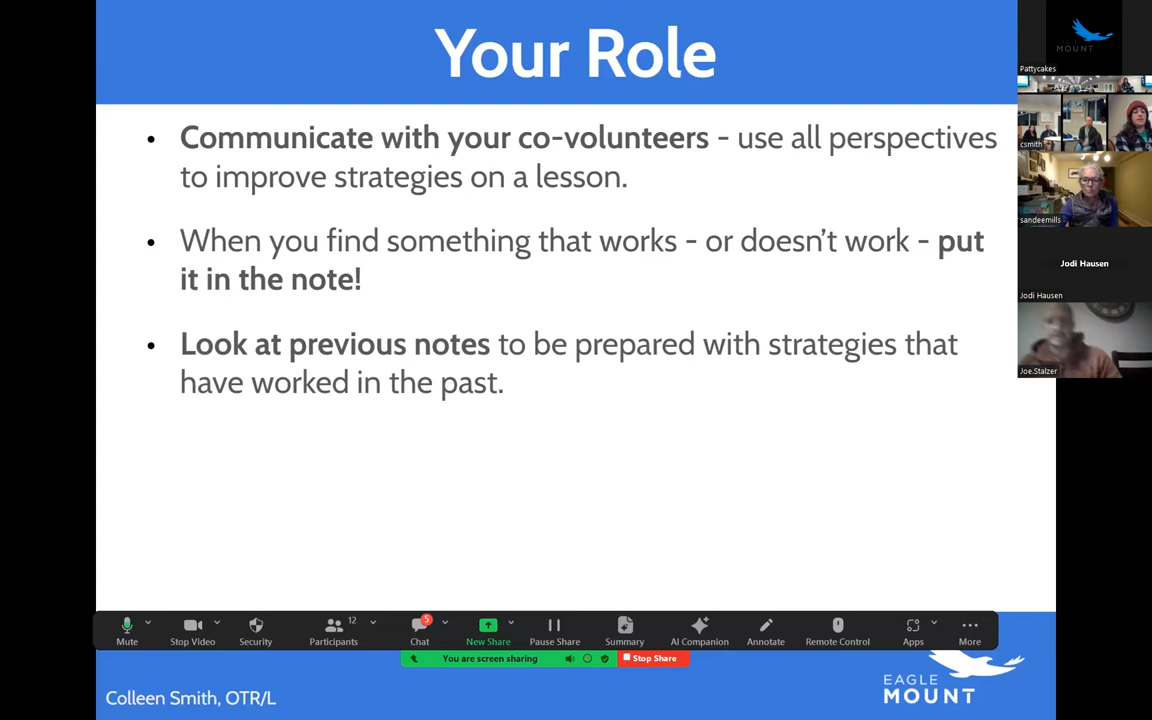 Your Role
• Communicate with your co-volunteers - use all perspectives
to improve strategies on a lesson.
• When you find something that works - or doesn't work - put
it in the note!
• Look at previous notes to be prepared with strategies that
have worked in the past.
MOUNT
Pattycakes
csmith
sandeemills
Jodi Hausen
Jodi Hausen
Joe.Stalzer
12
5
Mute
Stop Video
Security
Participants
Chat
New Share
Pause Share
Summary
AI Companion
Annotate
Remote Control
Apps
More
You are screen sharing
Stop Share
Colleen Smith, OTR/L
EAGLE
MOUNT